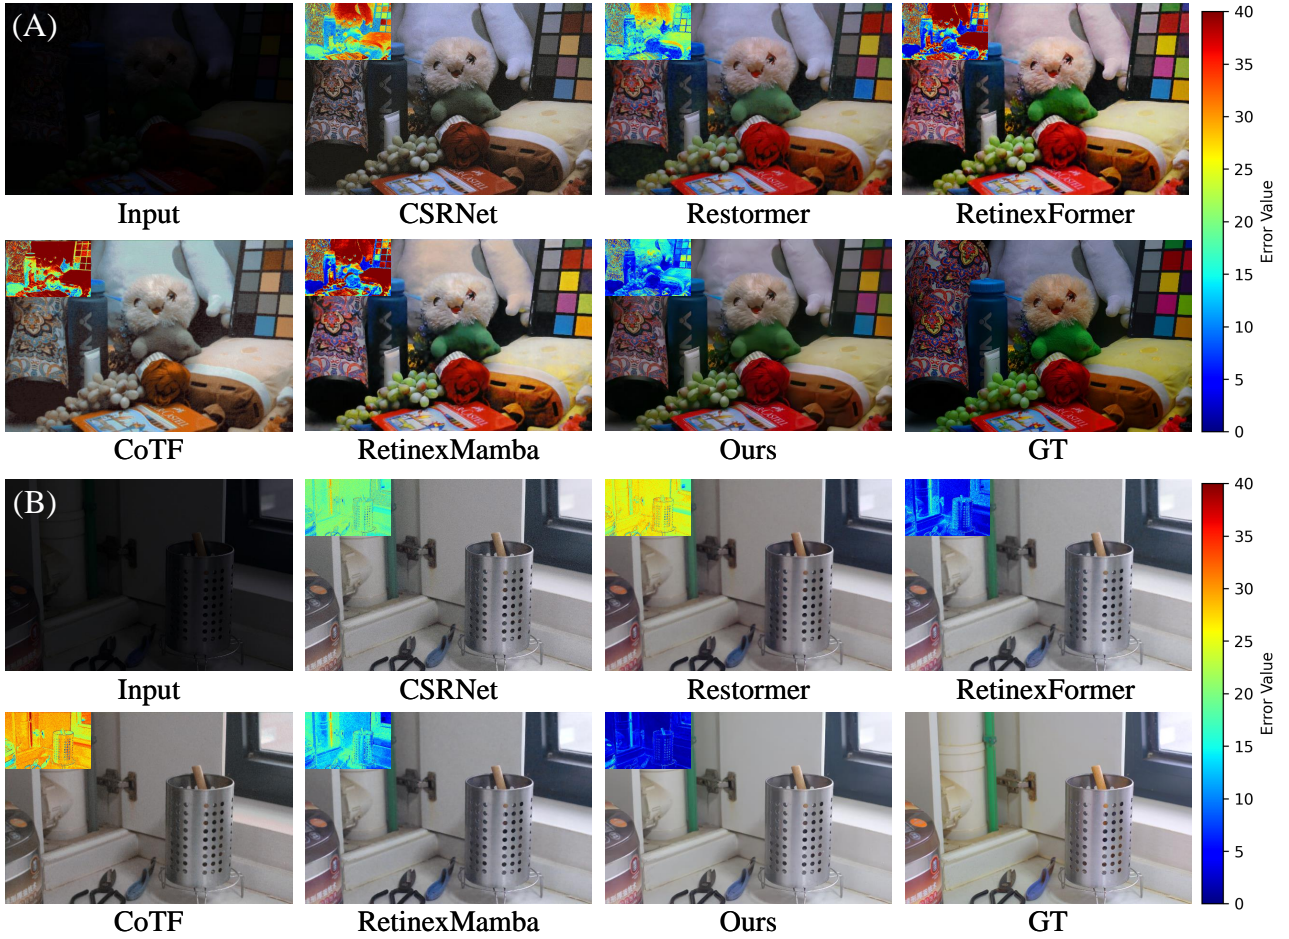 (A)
Input
CSRNet
Restormer
RetinexFormer
CoTF
RetinexMamba
Ours
GT
40
35
30
25
20
15
10
5
0
Error Value
(B)
Input
CSRNet
Restormer
RetinexFormer
CoTF
RetinexMamba
Ours
GT
40
35
30
25
20
15
10
5
0
Error Value